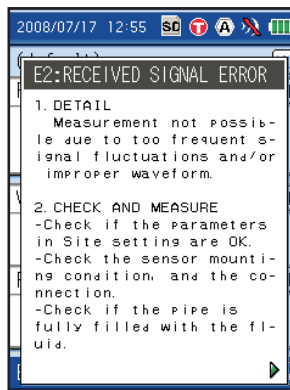 2008/07/17 12:55 SD T A
E2:RECEIVED SIGNAL ERROR
1. DETAIL
Measurement not possib-
le due to too frequent s-
ignal fluctuations and/or
improper waveform.
2. CHECK AND MEASURE
-Check if the parameters
in Site setting are OK.
-Check the sensor mounti-
ng condition, and the co-
nnection.
-Check if the pipe is
fully filled with the fl-
uid.